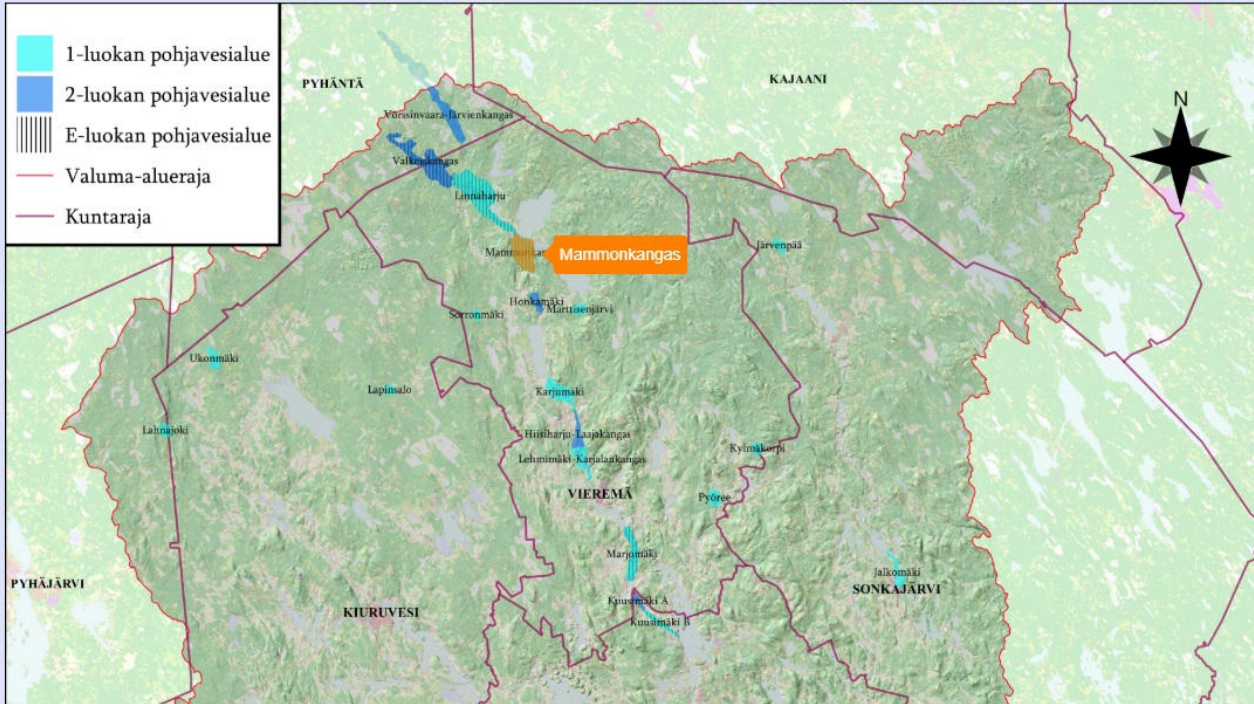 1-luokan pohjavesialue
2-luokan pohjavesialue
E-luokan pohjavesialue
Valuma-alueraja
Kuntaraja
N
PYHÄNTÄ
KAJAANI
Vörssinvaara-Järvienkangas
Valkeiskangas
Linnaharju
Järvenpää
Mammonkangas
Honkamäki
Marttisenjärvi
Sorronmäki
Ukonmäki
Lapinsalo
Karjumäki
Lahnajoki
Hiisiharju-Laajakangas
Kylmäkorpi
Lehmimäki-Karjalankangas
VIEREMÄ
Pyöree
Marjomäki
Jalkomäki
PYHÄJÄRVI
SONKAJÄRVI
Kuusimäki A
KIURUVESI
Kuusimäki B